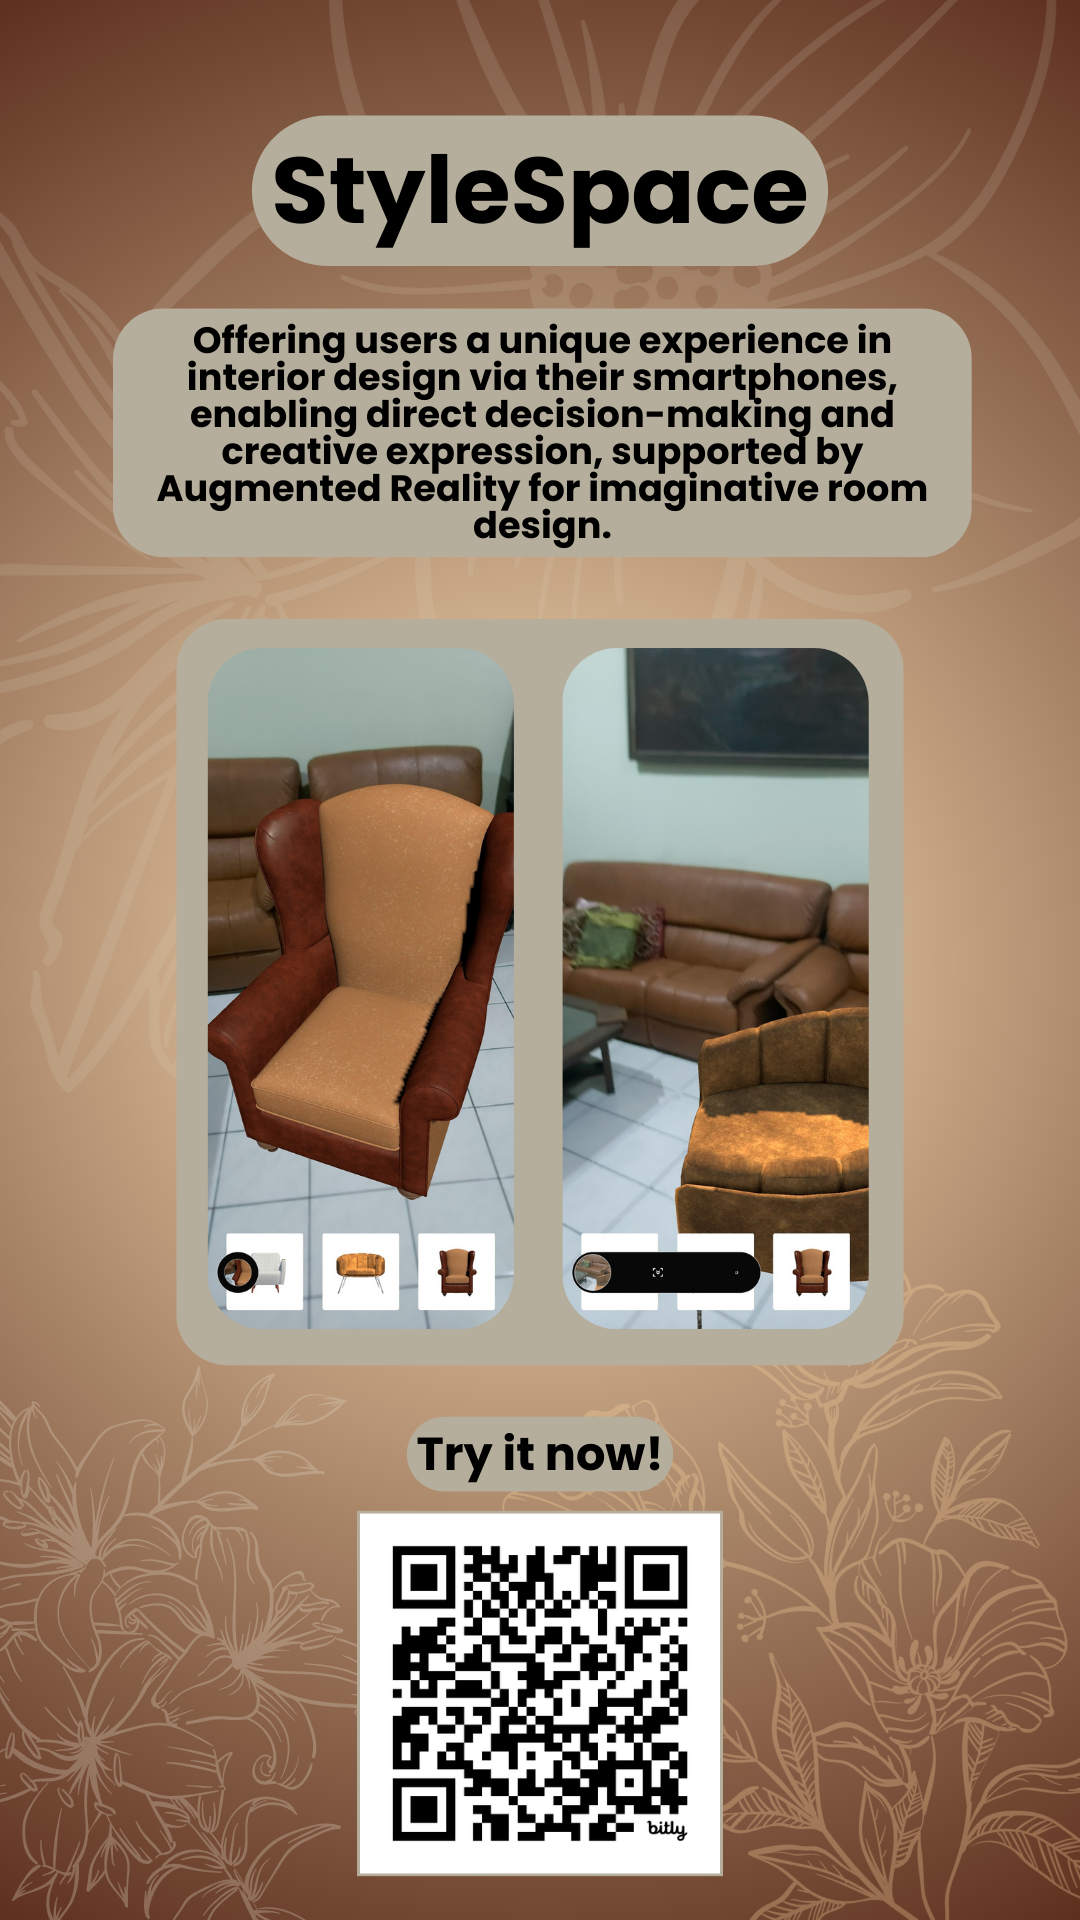 StyleSpace
Offering users a unique experience in
interior design via their smartphones,
enabling direct decision-making and
creative expression, supported by
Augmented Reality for imaginative room
design.
Try it now!
bitly